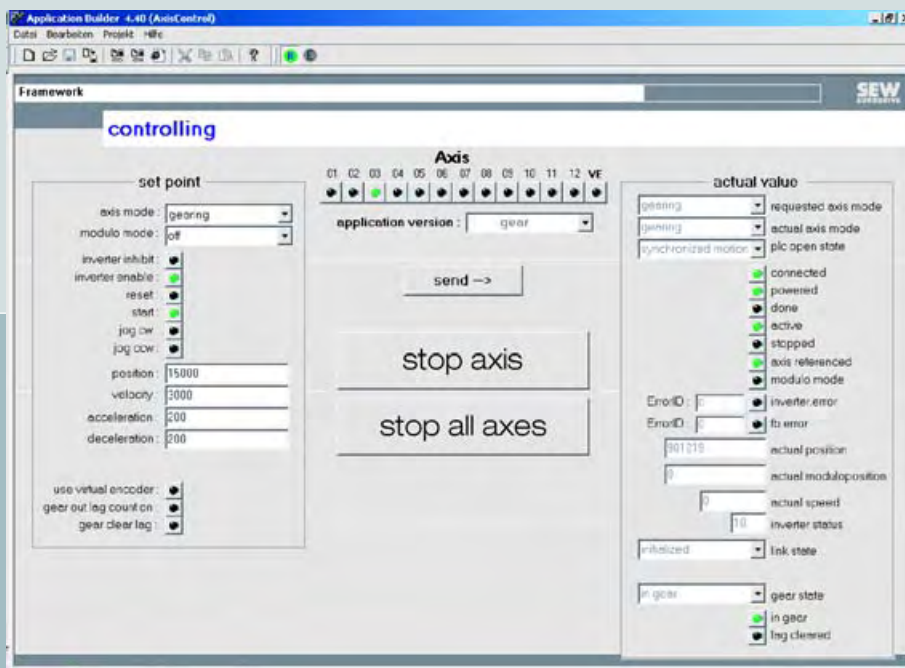 Application Builder 4.40 (AxisControl)
Datei Bearbeiten Projekt Hilfe
Framework
SEW
EURODRIVE
controlling
Axis
01 02 03 04 05 06 07 08 09 10 11 12 VE
application version : gear
send -->
stop axis
stop all axes
set point
axis mode : gearing
modulo mode : off
inverter inhibit :
inverter enable :
reset :
start :
jog cw :
jog ccw :
position : 15000
velocity : 3000
acceleration : 200
deceleration : 200
use virtual encoder :
gear out lag count on :
gear clear lag :
actual value
gearing requested axis mode
gearing actual axis mode
synchronized motion plc open state
connected
powered
done
active
stopped
axis referenced
modulo mode
ErrorID : 0 inverter error
ErrorID : 0 fb error
901219 actual position
0 actual moduloposition
0 actual speed
10 inverter status
initialized link state
in gear gear state
in gear
lag cleared